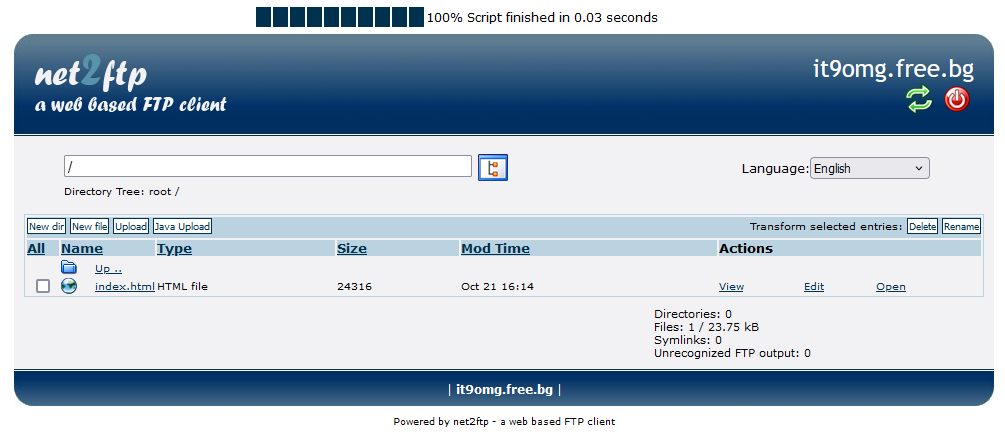 100% Script finished in 0.03 seconds
net2ftp
a web based FTP client
it9omg.free.bg
/
Language: English
Directory Tree: root /
New dir New file Upload Java Upload Transform selected entries: Delete Rename
All Name Type Size Mod Time Actions
Up ..
index.html HTML file 24316 Oct 21 16:14 View Edit Open
Directories: 0
Files: 1 / 23.75 kB
Symlinks: 0
Unrecognized FTP output: 0
| it9omg.free.bg |
Powered by net2ftp - a web based FTP client